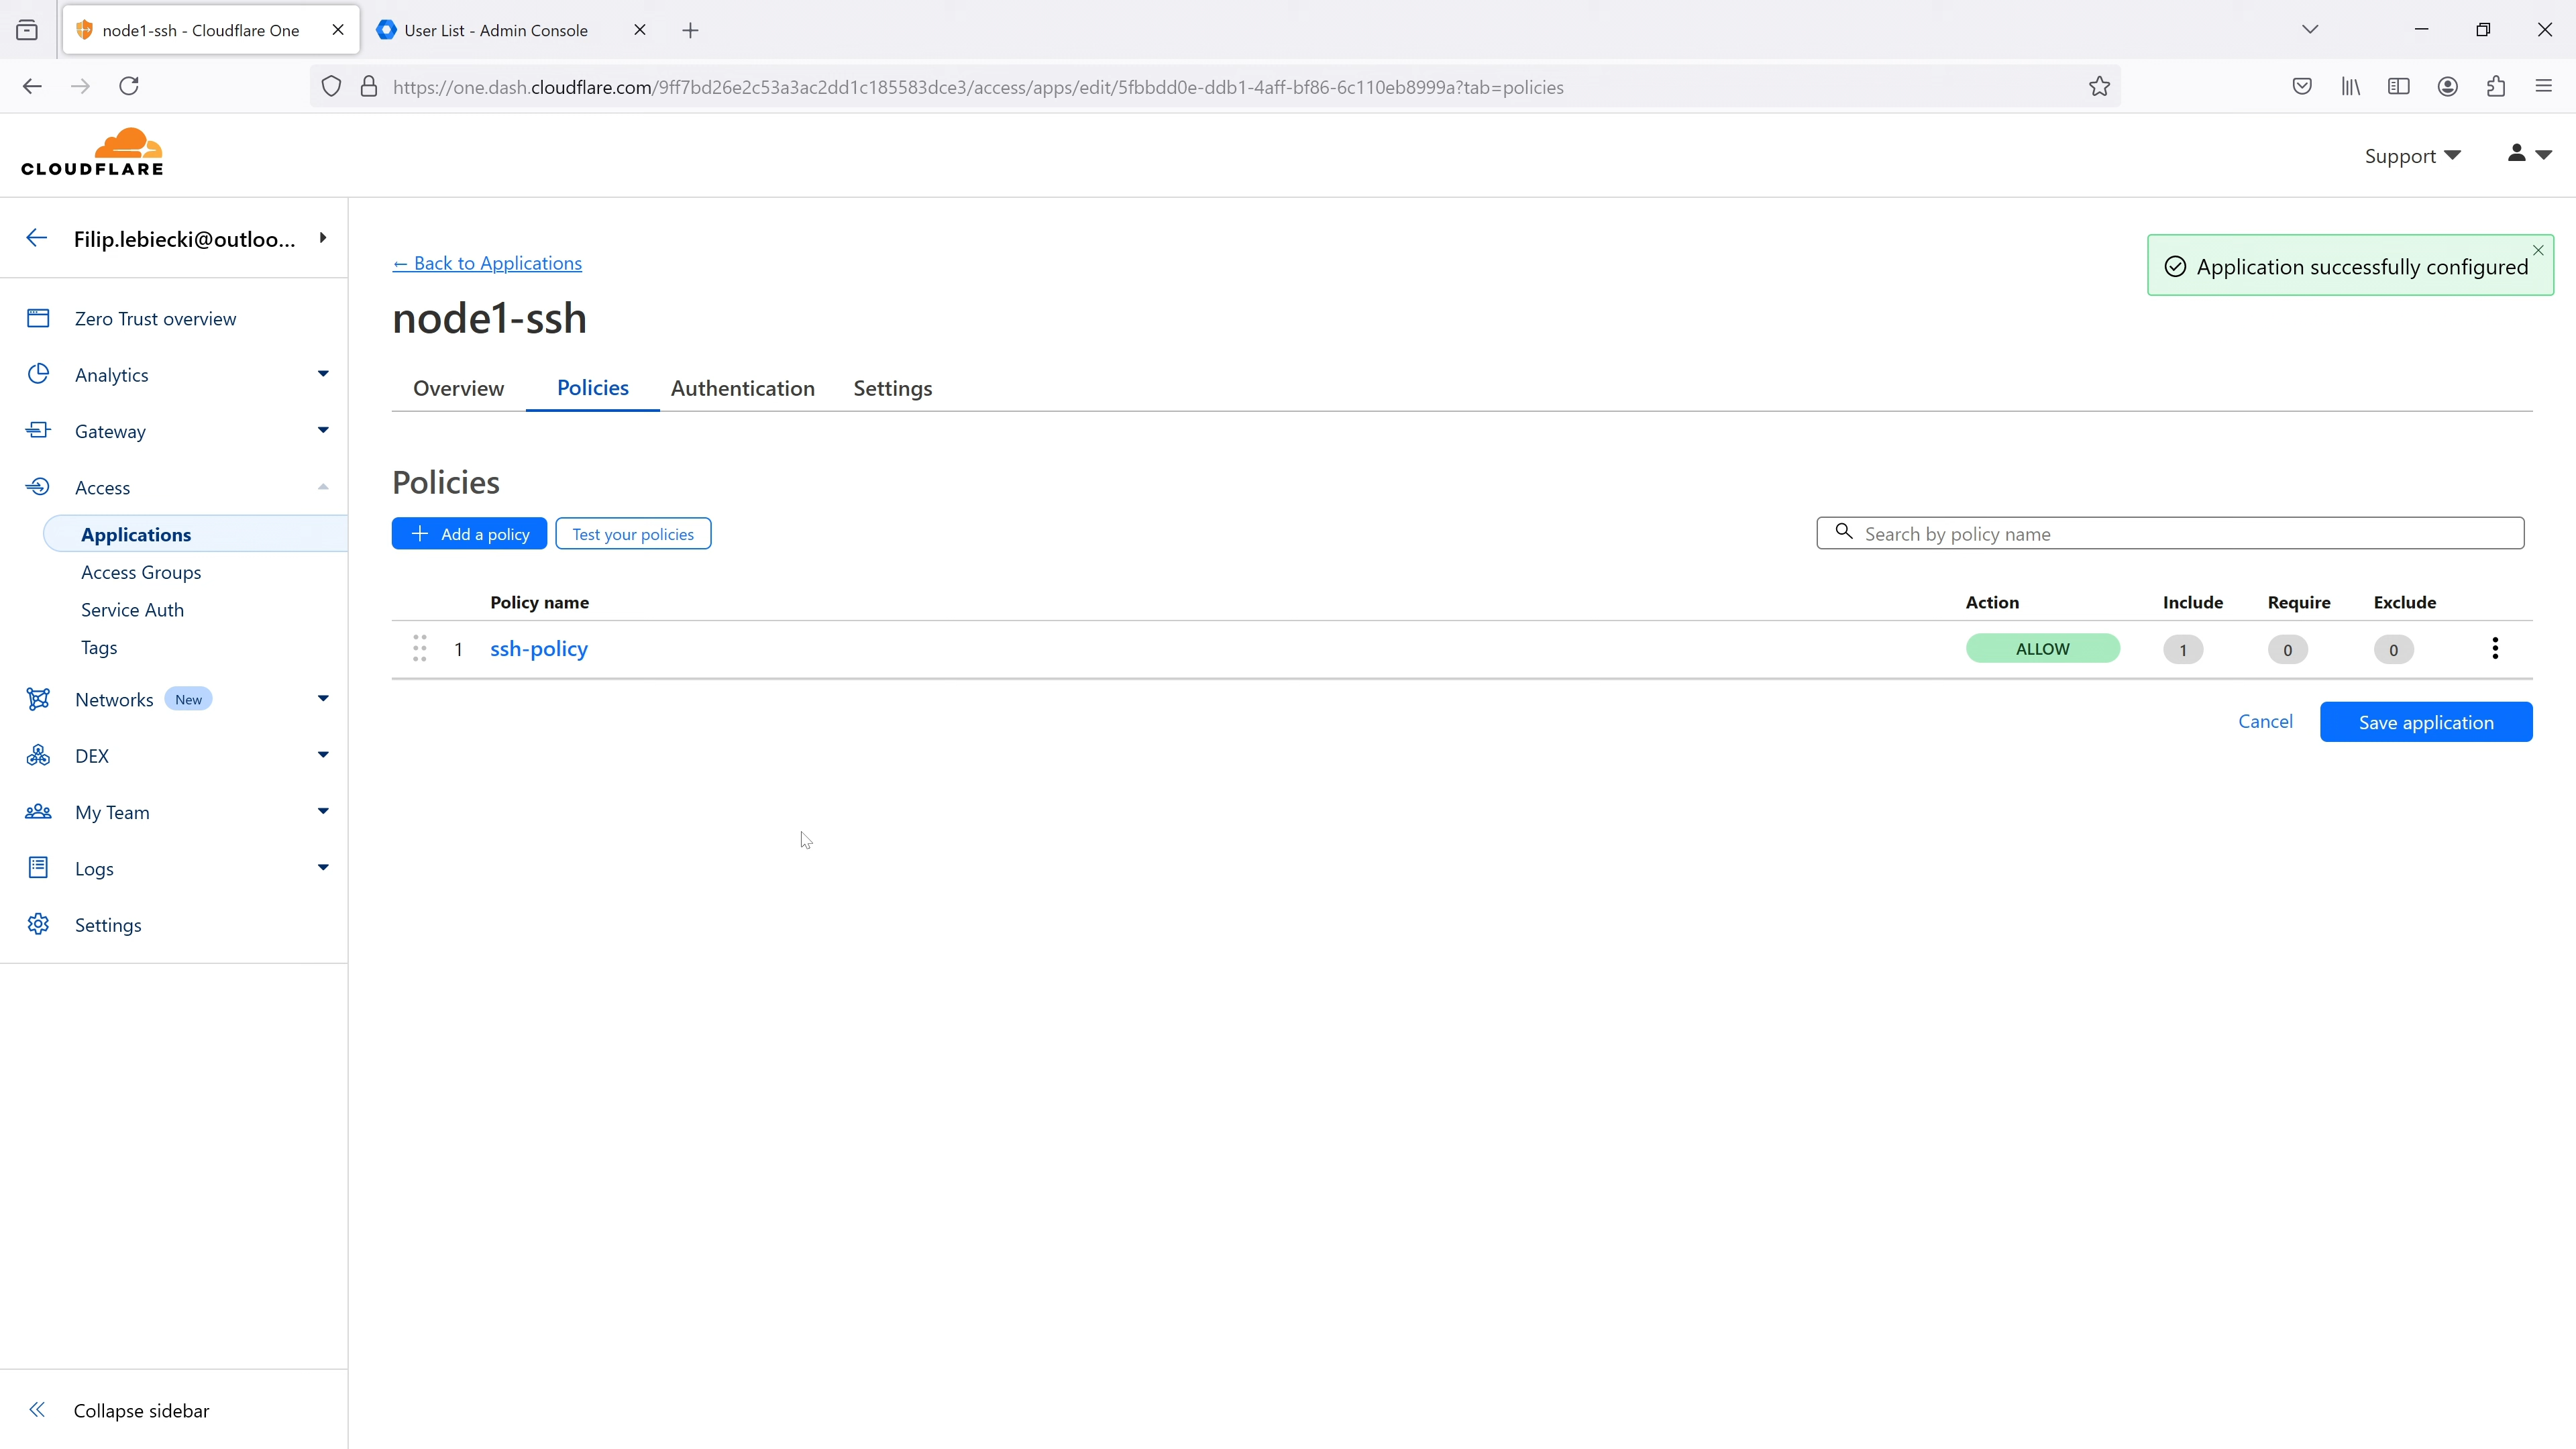 node1-ssh - Cloudflare One
User List - Admin Console
https://one.dash.cloudflare.com/9ff7bd26e2c53a3ac2dd1c185583dce3/access/apps/edit/5fbbdd0e-ddb1-4aff-bf86-6c110eb8999a?tab=policies
CLOUDFLARE
Support
Filip.lebiecki@outloo...
Zero Trust overview
Analytics
Gateway
Access
Applications
Access Groups
Service Auth
Tags
Networks New
DEX
My Team
Logs
Settings
Collapse sidebar
← Back to Applications
Application successfully configured
node1-ssh
Overview Policies Authentication Settings
Policies
+ Add a policy Test your policies Search by policy name
Policy name Action Include Require Exclude
1 ssh-policy ALLOW 1 0 0
Cancel Save application